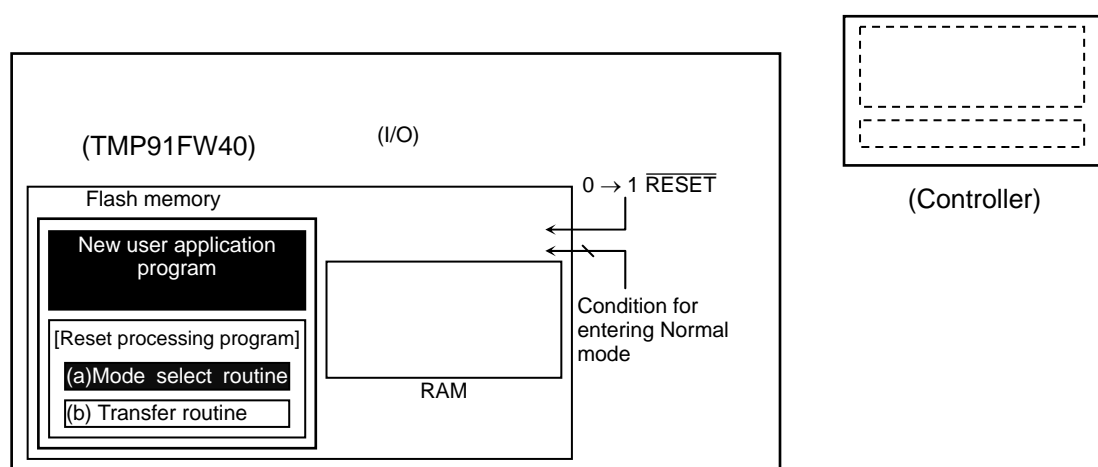 (TMP91FW40)
(I/O)
Flash memory
New user application
program
[Reset processing program]
(a)Mode select routine
(b) Transfer routine
RAM
0 → 1 RESET
Condition for
entering Normal
mode
(Controller)